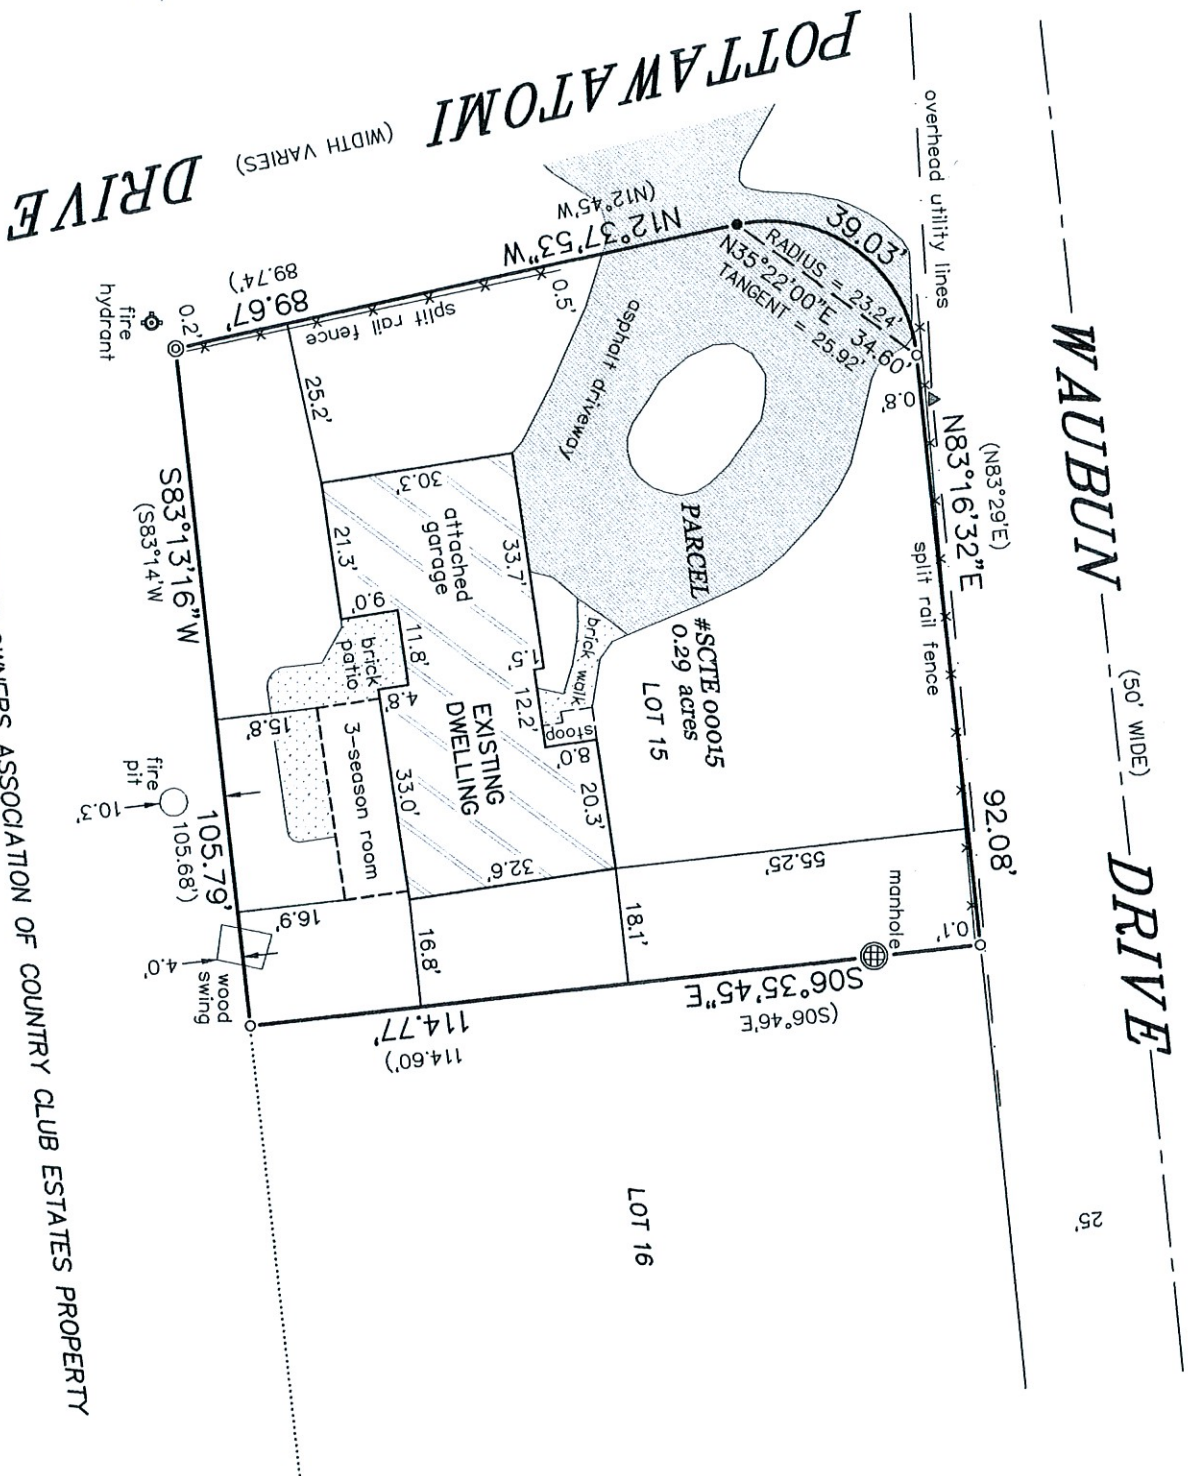 WAUBUN DRIVE
(50' WIDE)
25'
POTTAWATOMI DRIVE
(WIDTH VARIES)
overhead utility lines
39.03'
RADIUS = 23.24'
N35°22'00"E 34.60'
TANGENT = 25.92'
N12°37'53"W
(N12°45'W
89.67'
89.74')
split rail fence
0.5'
0.2'
fire
hydrant
0.8'
(N83°29'E)
N83°16'32"E
92.08'
split rail fence
0.1'
manhole
S06°35'45"E
(S06°46'E
114.77'
114.60')
asphalt driveway
PARCEL #SCTE 00015
0.29 acres
LOT 15
brick walk
stoop
8.0'
20.3'
55.25'
18.1'
25.2'
30.3'
attached
garage
33.7'
.5'
12.2'
21.3'
9.0'
11.8'
4.8'
brick
patio
EXISTING
DWELLING
33.0'
32.6'
3-season room
15.8'
16.9'
16.8'
S83°13'16"W
(S83°14'W
105.79'
105.68')
fire
pit
10.3'
4.0'
wood
swing
LOT 16
OWNERS ASSOCIATION OF COUNTRY CLUB ESTATES PROPERTY